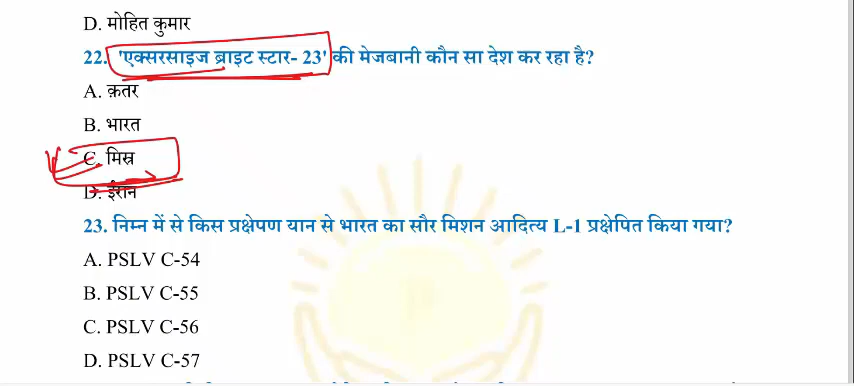 D. मोहित कुमार
22. 'एक्सरसाइज ब्राइट स्टार- 23' की मेजबानी कौन सा देश कर रहा है?
A. क़तर
B. भारत
C. मिस्र
D. ईरान
23. निम्न में से किस प्रक्षेपण यान से भारत का सौर मिशन आदित्य L-1 प्रक्षेपित किया गया?
A. PSLV C-54
B. PSLV C-55
C. PSLV C-56
D. PSLV C-57